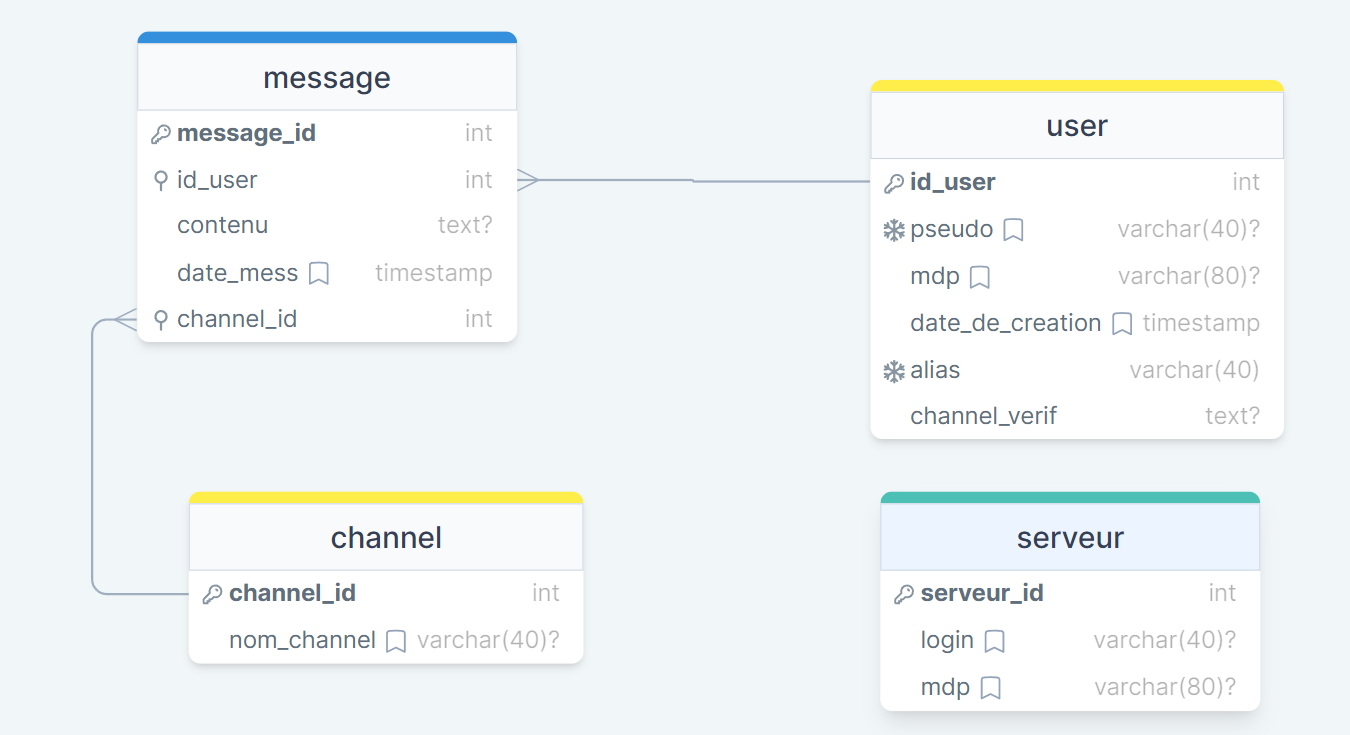 message
message_id int
id_user int
contenu text?
date_mess timestamp
channel_id int
user
id_user int
pseudo varchar(40)?
mdp varchar(80)?
date_de_creation timestamp
alias varchar(40)
channel_verif text?
channel
channel_id int
nom_channel varchar(40)?
serveur
serveur_id int
login varchar(40)?
mdp varchar(80)?